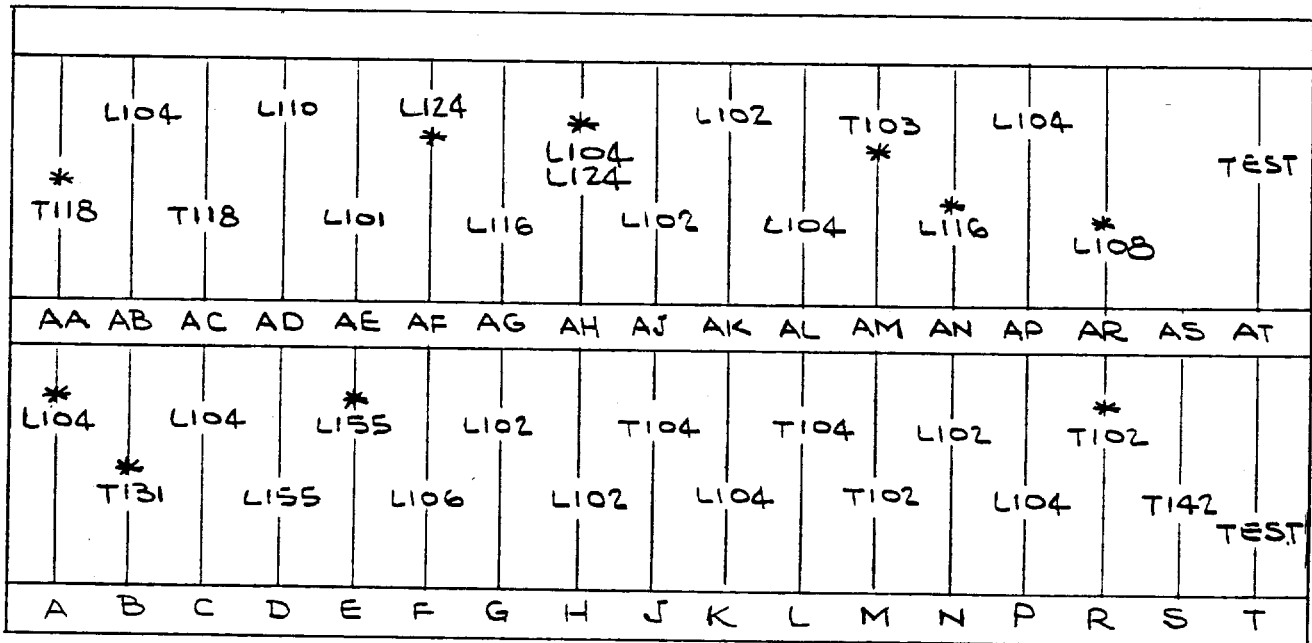 L104 L110 L124 L102 T103 L104
* * * TEST
L104
L124
T118 T118 L101 L116 L102 L104 * L116 * L108
AA AB AC AD AE AF AG AH AJ AK AL AM AN AP AR AS AT
* * *
L104 L104 L155 L102 T104 T104 L102 T102
*
T131 L155 L106 L102 L104 T102 L104 T142 TEST
A B C D E F G H J K L M N P R S T